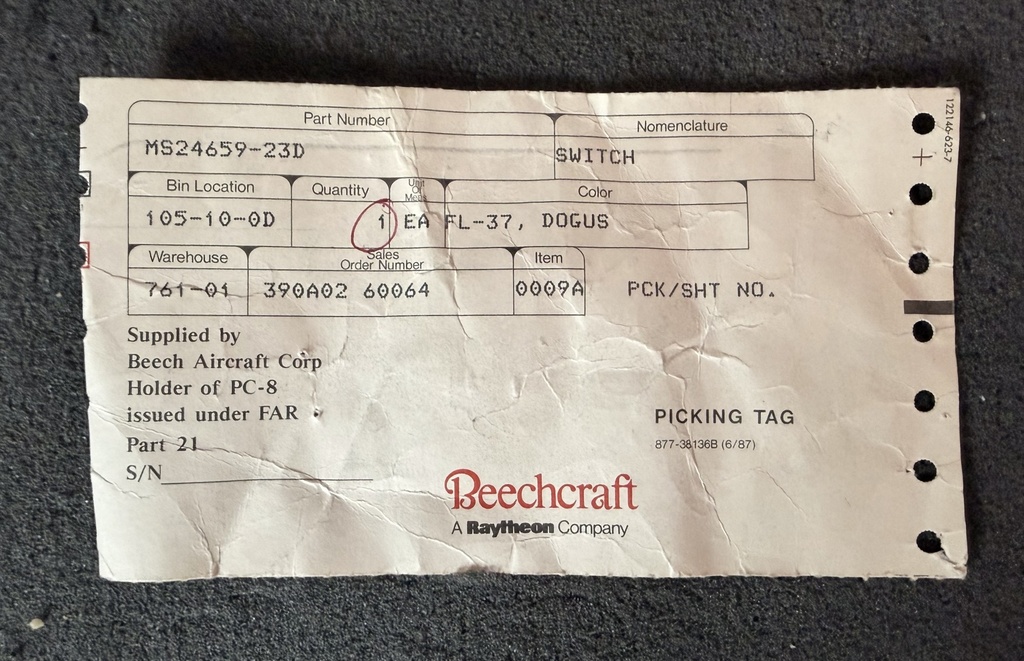 122146-623-7
Part Number
Nomenclature
MS24659-23D
SWITCH
Bin Location
Quantity
Unit
Of
Meas
Color
105-10-0D
1
EA
FL-37, DOGUS
Warehouse
Sales
Order Number
Item
761-01
390A02 60064
0009A
PCK/SHT NO.
Supplied by
Beech Aircraft Corp
Holder of PC-8
issued under FAR
Part 21
S/N
PICKING TAG
877-38136B (6/87)
Beechcraft
A Raytheon Company